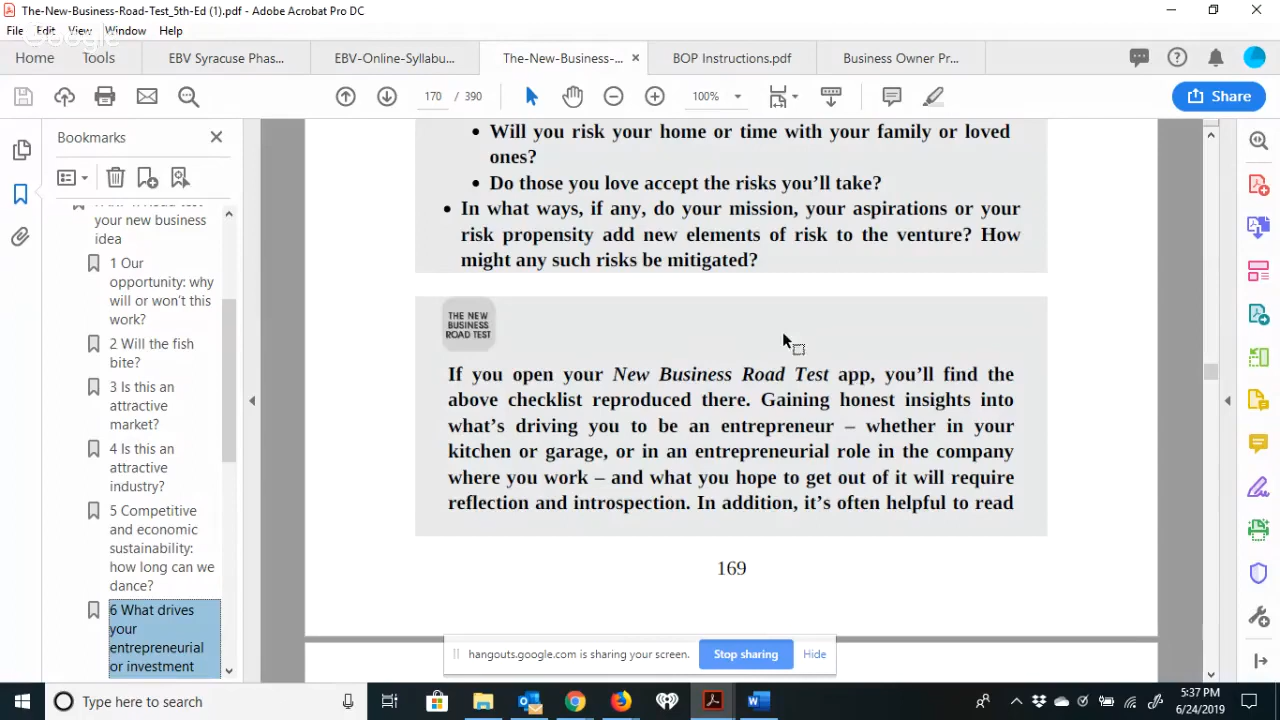 The-New-Business-Road-Test_5th-Ed (1).pdf - Adobe Acrobat Pro DC
File Edit View Window Help
Google
Home Tools EBV Syracuse Phas... EBV-Online-Syllabu... The-New-Business-... BOP Instructions.pdf Business Owner Pr...
170 / 390 100% Share
Bookmarks
your new business
idea
1 Our
opportunity: why
will or won't this
work?
2 Will the fish
bite?
3 Is this an
attractive
market?
4 Is this an
attractive
industry?
5 Competitive
and economic
sustainability:
how long can we
dance?
6 What drives
your
entrepreneurial
or investment
• Will you risk your home or time with your family or loved
ones?
• Do those you love accept the risks you'll take?
• In what ways, if any, do your mission, your aspirations or your
risk propensity add new elements of risk to the venture? How
might any such risks be mitigated?
THE NEW
BUSINESS
ROAD TEST
If you open your New Business Road Test app, you'll find the
above checklist reproduced there. Gaining honest insights into
what's driving you to be an entrepreneur – whether in your
kitchen or garage, or in an entrepreneurial role in the company
where you work – and what you hope to get out of it will require
reflection and introspection. In addition, it's often helpful to read
169
hangouts.google.com is sharing your screen. Stop sharing Hide
Type here to search
5:37 PM
6/24/2019